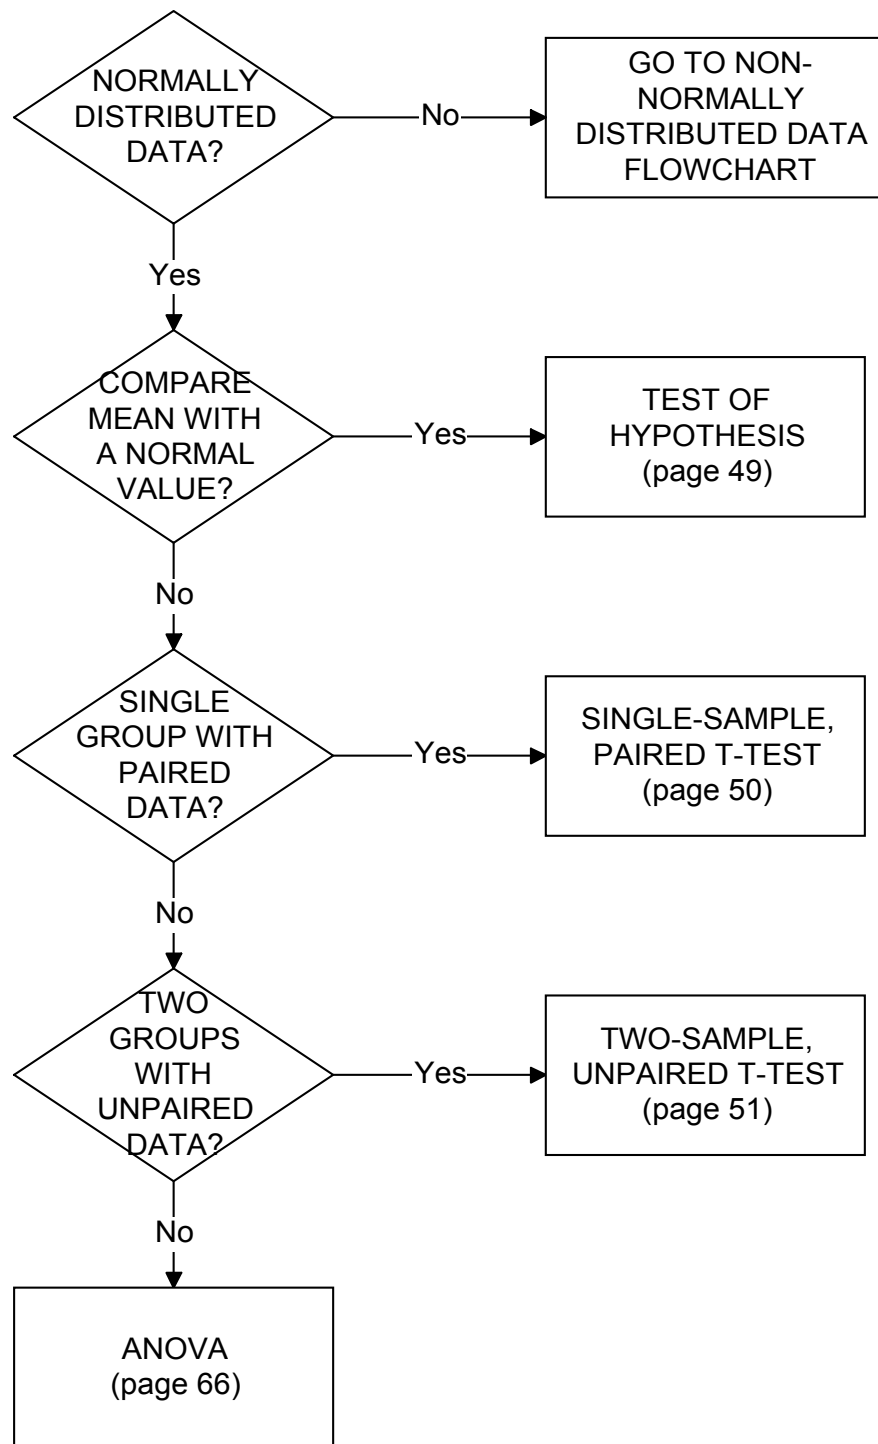 NORMALLY
DISTRIBUTED
DATA?
No
GO TO NON-
NORMALLY
DISTRIBUTED DATA
FLOWCHART
Yes
COMPARE
MEAN WITH
A NORMAL
VALUE?
Yes
TEST OF
HYPOTHESIS
(page 49)
No
SINGLE
GROUP WITH
PAIRED
DATA?
Yes
SINGLE-SAMPLE,
PAIRED T-TEST
(page 50)
No
TWO
GROUPS
WITH
UNPAIRED
DATA?
Yes
TWO-SAMPLE,
UNPAIRED T-TEST
(page 51)
No
ANOVA
(page 66)